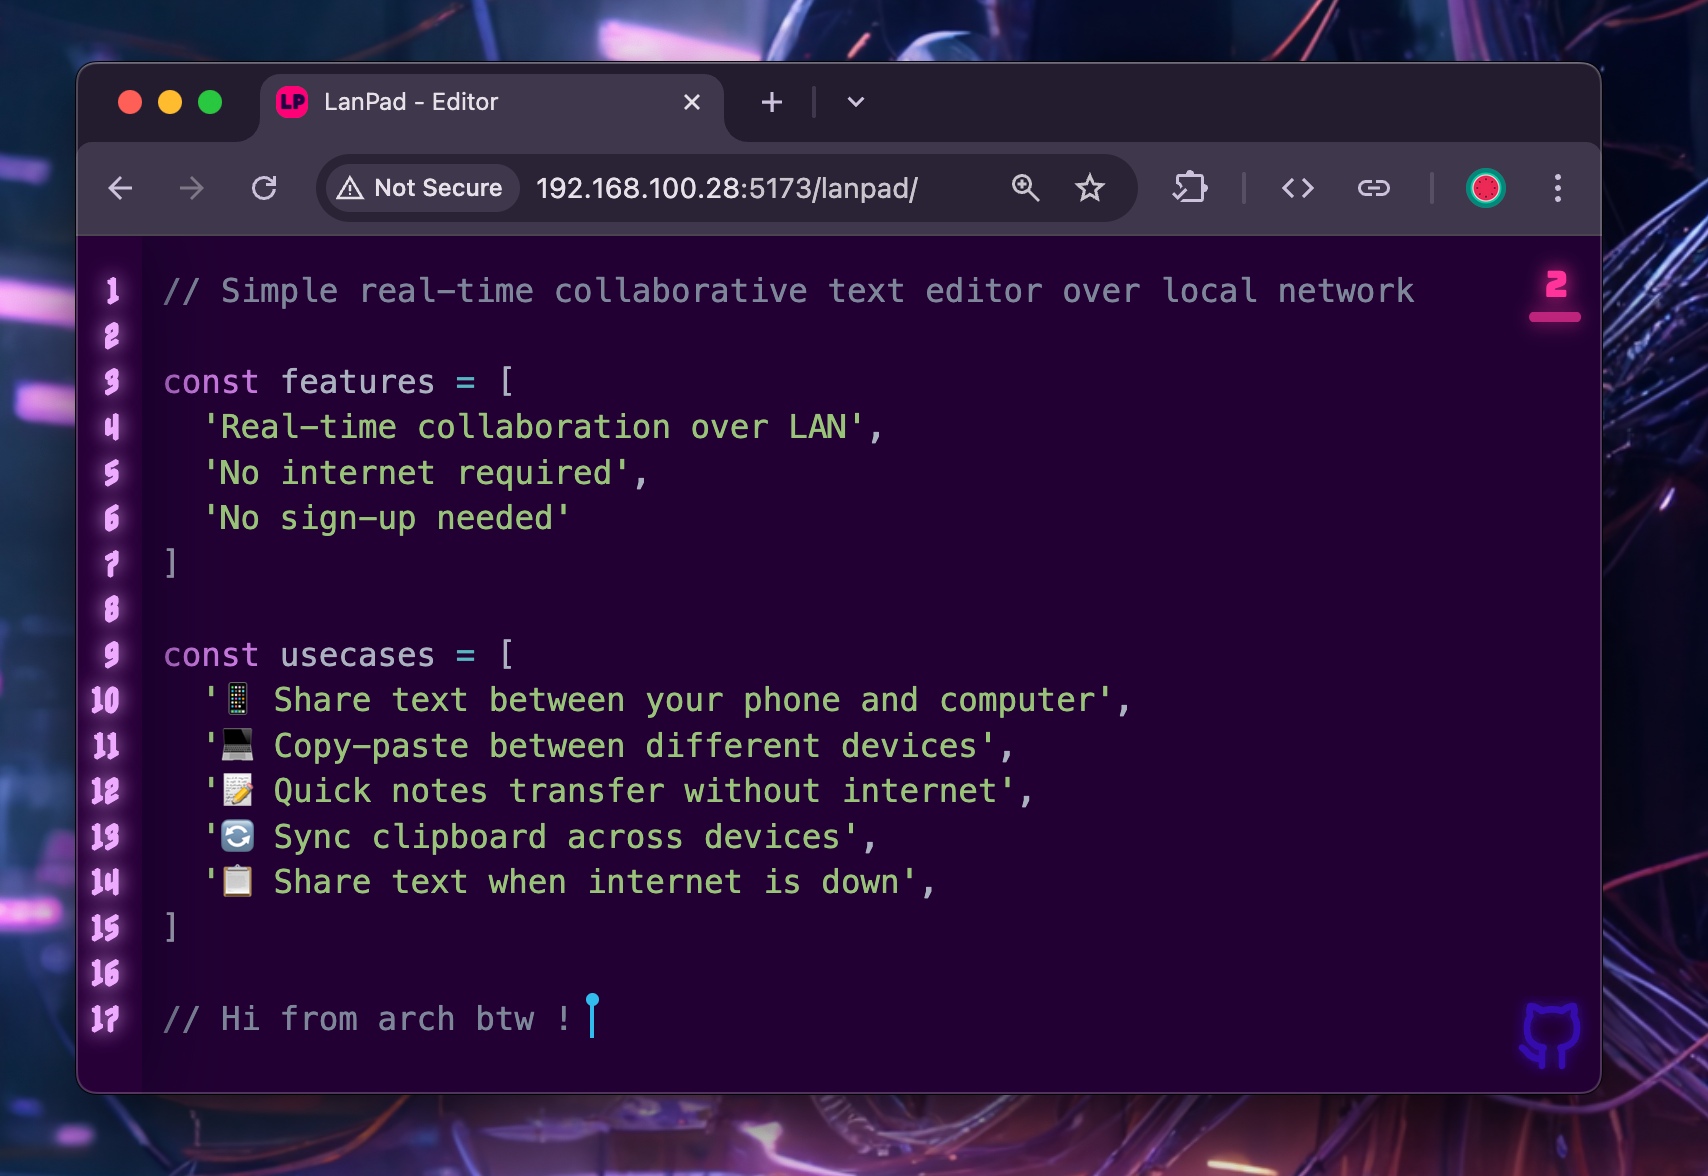 LP LanPad - Editor
Not Secure 192.168.100.28:5173/lanpad/
1 // Simple real-time collaborative text editor over local network
2
2
3 const features = [
4 'Real-time collaboration over LAN',
5 'No internet required',
6 'No sign-up needed'
7 ]
8
9 const usecases = [
10 '📱 Share text between your phone and computer',
11 '💻 Copy-paste between different devices',
12 '📝 Quick notes transfer without internet',
13 '🔄 Sync clipboard across devices',
14 '📋 Share text when internet is down',
15 ]
16
17 // Hi from arch btw !